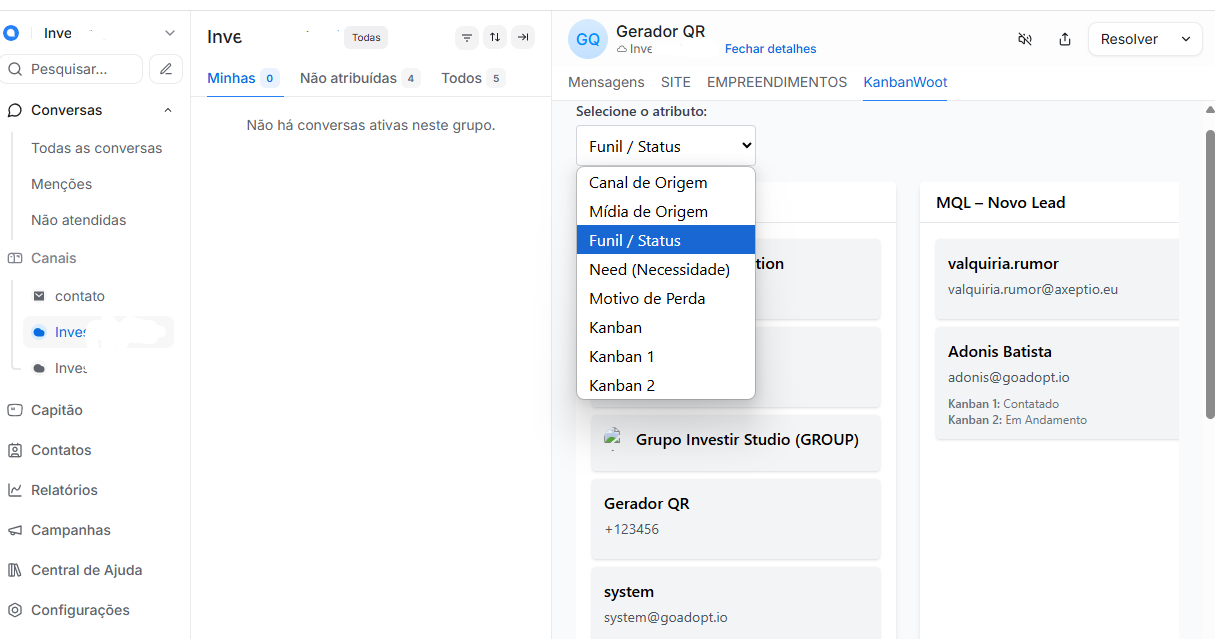 Inve
Pesquisar...
Conversas
Todas as conversas
Menções
Não atendidas
Canais
contato
Inves
Inves
Capitão
Contatos
Relatórios
Campanhas
Central de Ajuda
Configurações
Inve
Todas
Minhas 0
Não atribuídas 4
Todos 5
Não há conversas ativas neste grupo.
GQ
Gerador QR
Inve
Fechar detalhes
Resolver
Mensagens
SITE
EMPREENDIMENTOS
KanbanWoot
Selecione o atributo:
Funil / Status
Canal de Origem
Mídia de Origem
Funil / Status
Need (Necessidade)
Motivo de Perda
Kanban
Kanban 1
Kanban 2
tion
Grupo Investir Studio (GROUP)
Gerador QR
+123456
system
system@goadopt.io
MQL – Novo Lead
valquiria.rumor
valquiria.rumor@axeptio.eu
Adonis Batista
adonis@goadopt.io
Kanban 1: Contatado
Kanban 2: Em Andamento